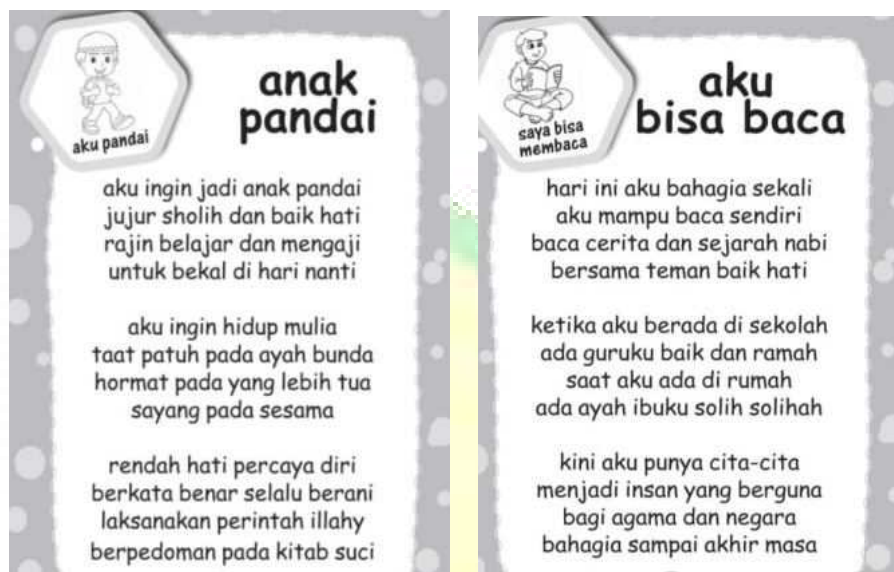 aku pandai
anak
pandai
aku ingin jadi anak pandai
jujur sholih dan baik hati
rajin belajar dan mengaji
untuk bekal di hari nanti
aku ingin hidup mulia
taat patuh pada ayah bunda
hormat pada yang lebih tua
sayang pada sesama
rendah hati percaya diri
berkata benar selalu berani
laksanakan perintah illahy
berpedoman pada kitab suci
saya bisa
membaca
aku
bisa baca
hari ini aku bahagia sekali
aku mampu baca sendiri
baca cerita dan sejarah nabi
bersama teman baik hati
ketika aku berada di sekolah
ada guruku baik dan ramah
saat aku ada di rumah
ada ayah ibuku solih solihah
kini aku punya cita-cita
menjadi insan yang berguna
bagi agama dan negara
bahagia sampai akhir masa